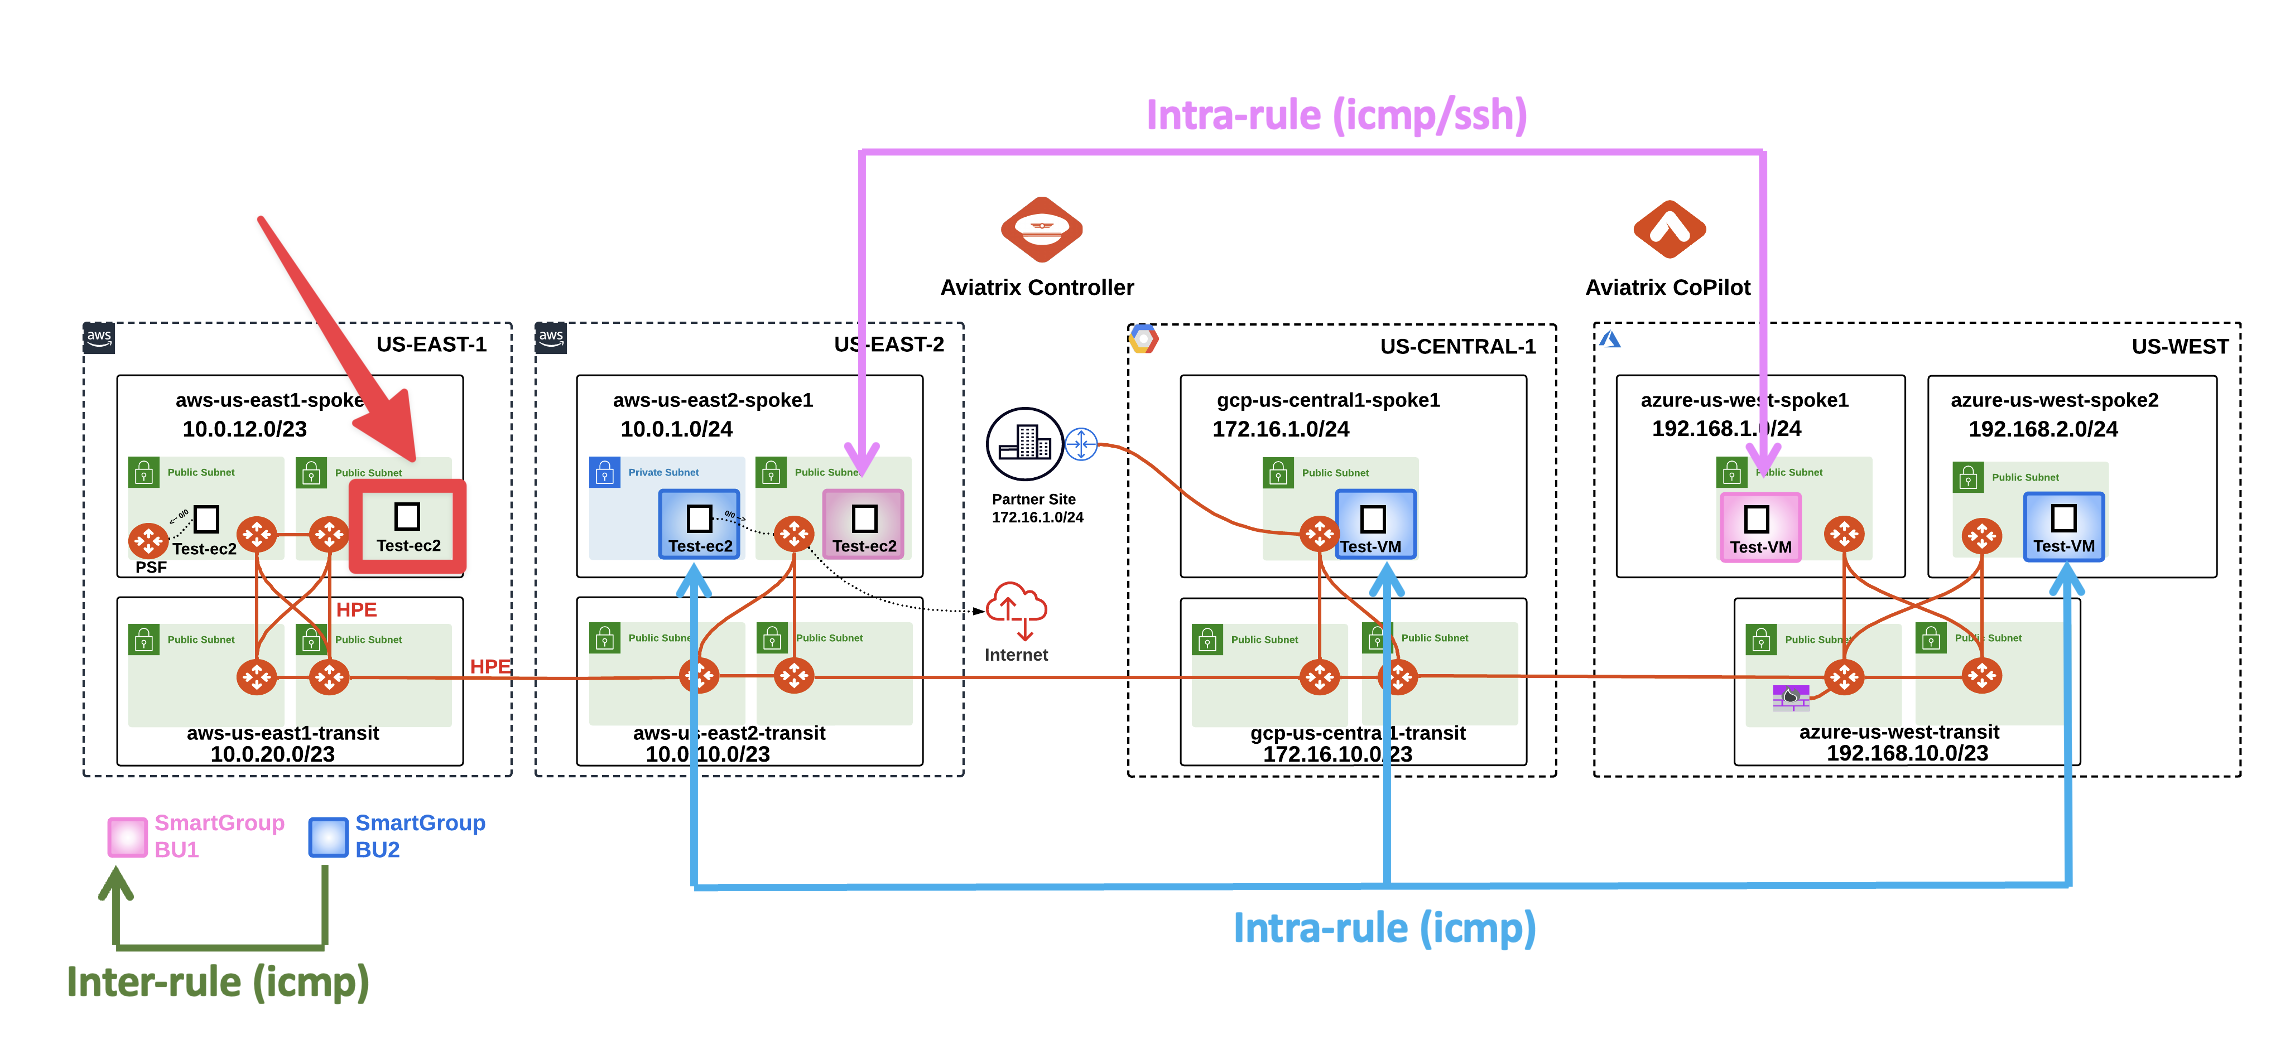 Intra-rule (icmp/ssh)
Aviatrix Controller
Aviatrix CoPilot
aws
US-EAST-1
aws-us-east1-spoke
10.0.12.0/23
Public Subnet
Public Subnet
0/0
Test-ec2
PSF
Test-ec2
HPE
Public Subnet
Public Subnet
aws-us-east1-transit
10.0.20.0/23
HPE
aws
US-EAST-2
aws-us-east2-spoke1
10.0.1.0/24
Private Subnet
Public Subnet
Test-ec2
0/0
Test-ec2
Public Subnet
Public Subnet
aws-us-east2-transit
10.0.10.0/23
Partner Site
172.16.1.0/24
Internet
US-CENTRAL-1
gcp-us-central1-spoke1
172.16.1.0/24
Public Subnet
Test-VM
Public Subnet
Public Subnet
gcp-us-central1-transit
172.16.10.0/23
US-WEST
azure-us-west-spoke1
192.168.1.0/24
Public Subnet
Test-VM
azure-us-west-spoke2
192.168.2.0/24
Public Subnet
Test-VM
Public Subnet
Public Subnet
azure-us-west-transit
192.168.10.0/23
SmartGroup
BU1
SmartGroup
BU2
Inter-rule (icmp)
Intra-rule (icmp)